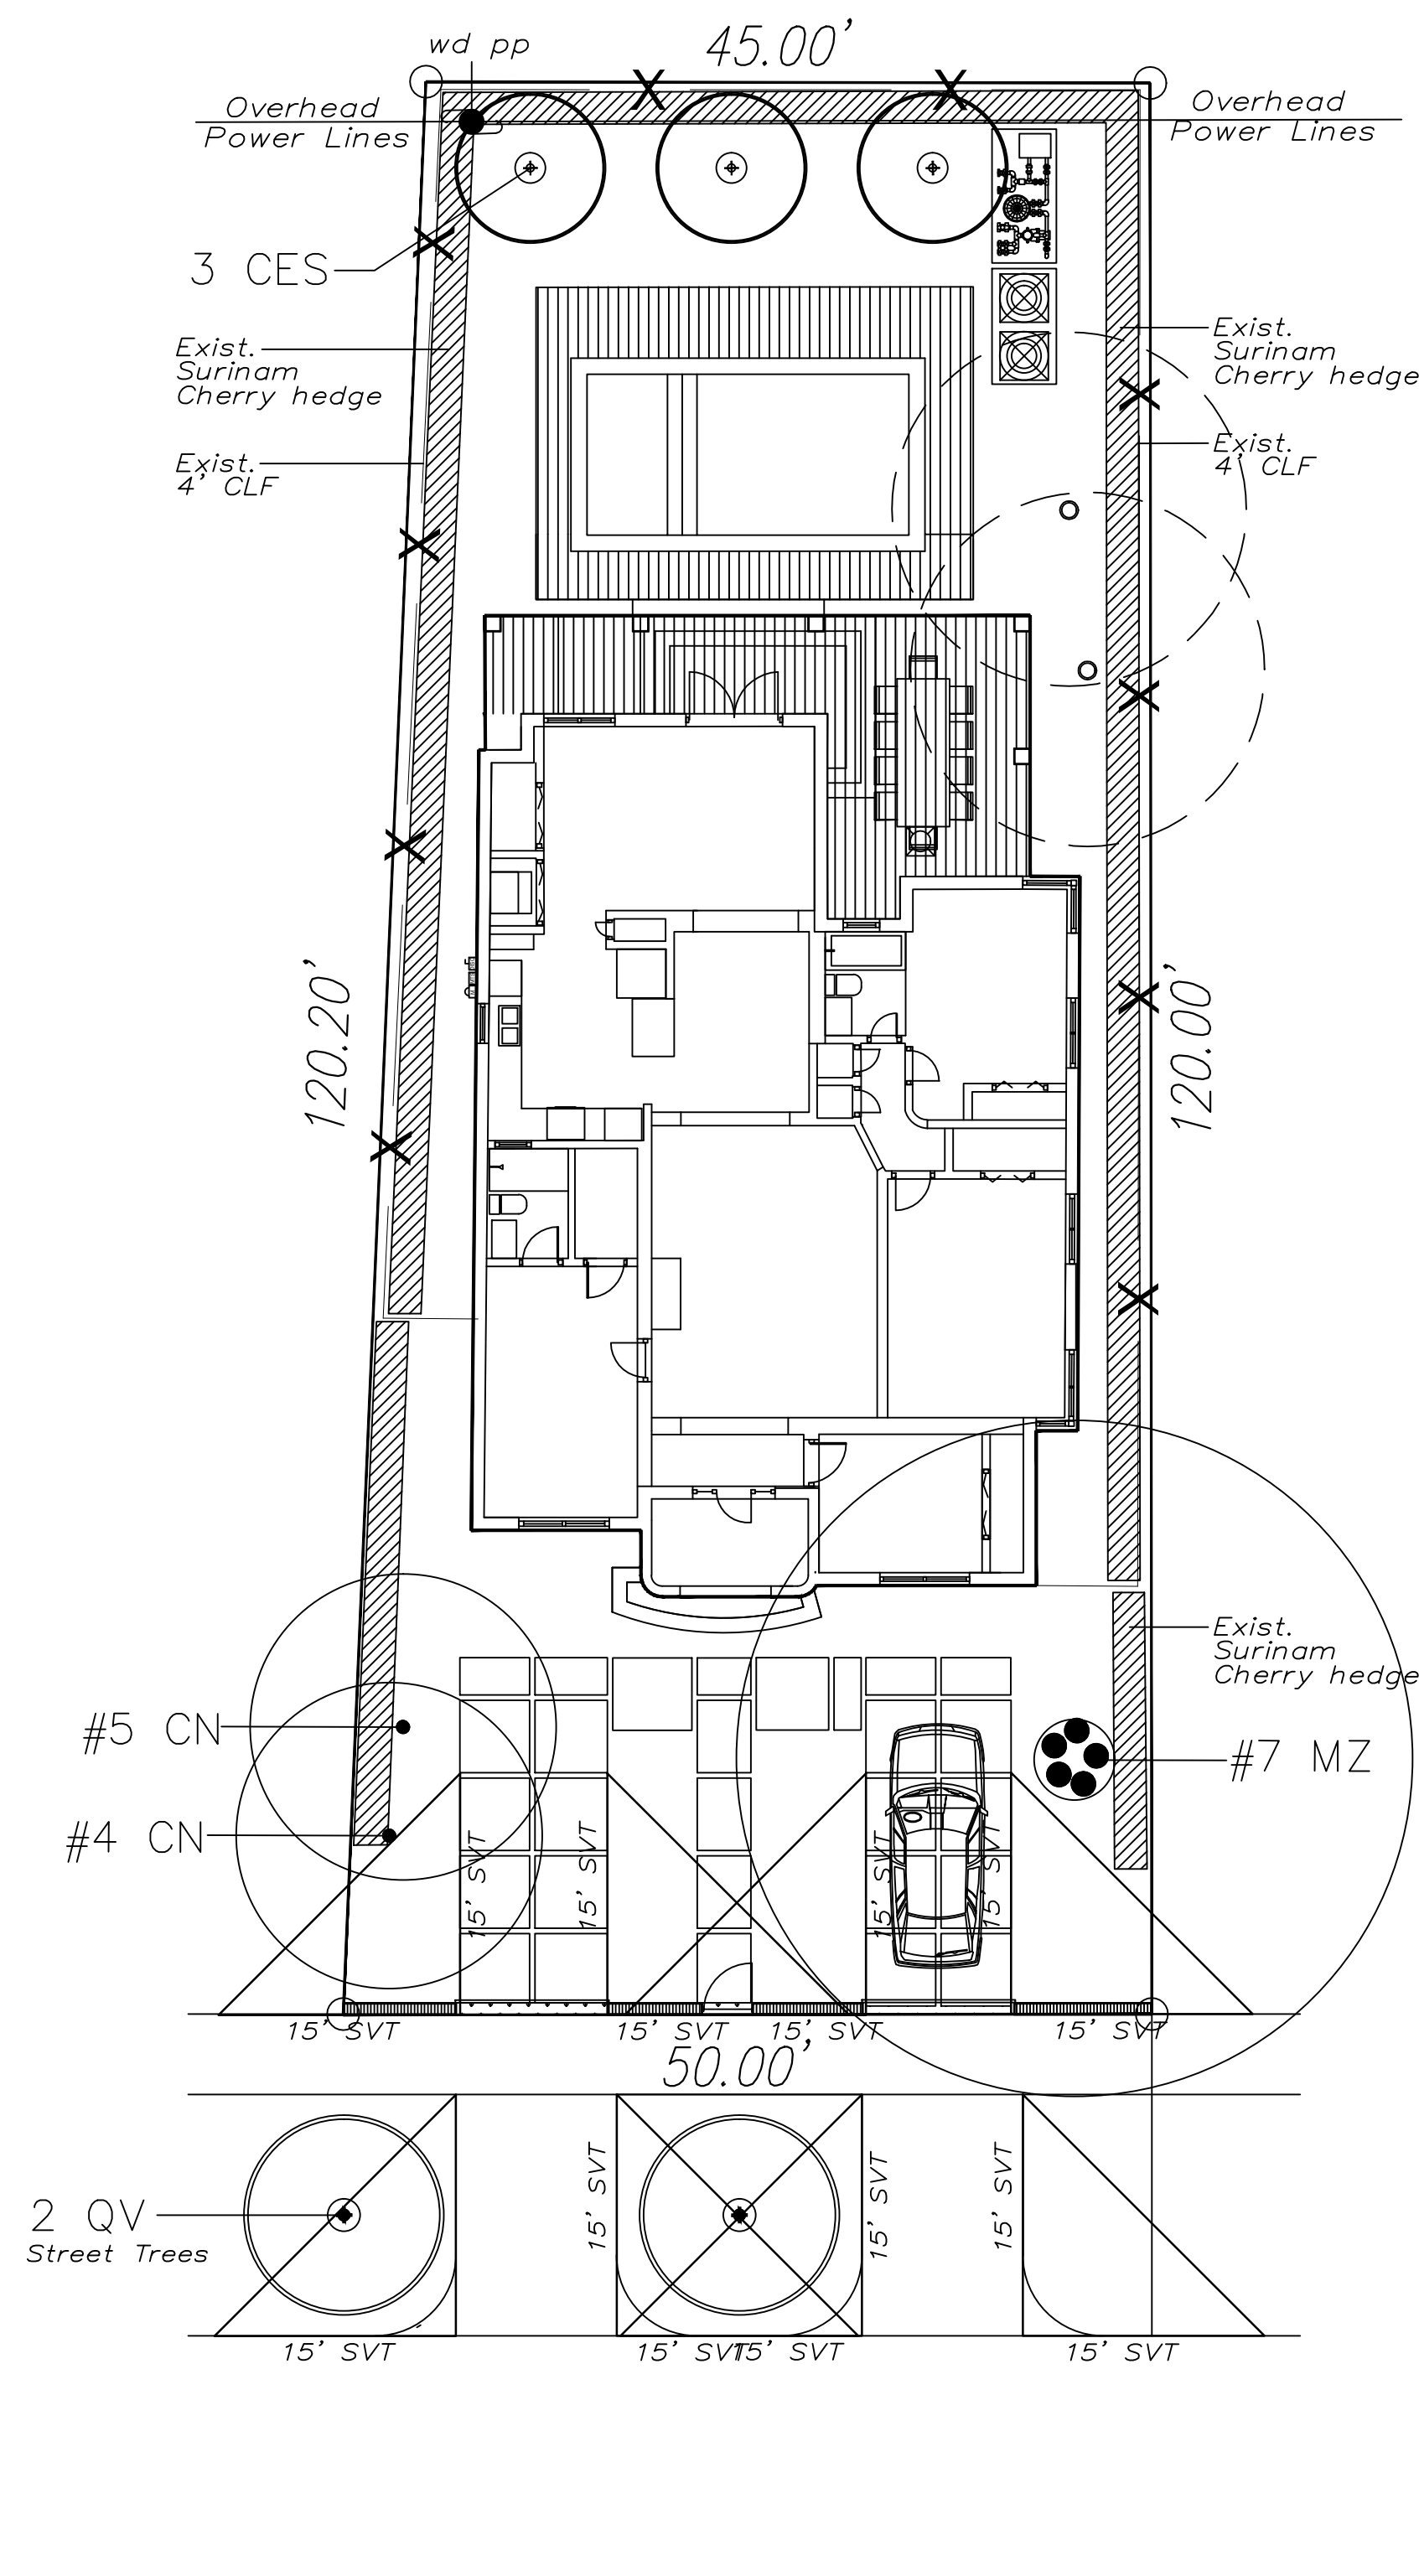 wd pp
45.00'
Overhead
Power Lines
Overhead
Power Lines
3 CES
Exist.
Surinam
Cherry hedge
Exist.
Surinam
Cherry hedge
Exist.
4' CLF
Exist.
4' CLF
120.20'
120.00'
Exist.
Surinam
Cherry hedge
#5 CN
#7 MZ
#4 CN
15' SVT
15' SVT
15' SVT
15' SVT
15' SVT
15' SVT
15' SVT
15' SVT
50.00'
15' SVT
15' SVT
15' SVT
2 QV
Street Trees
15' SVT
15' SVT
15' SVT
15' SVT